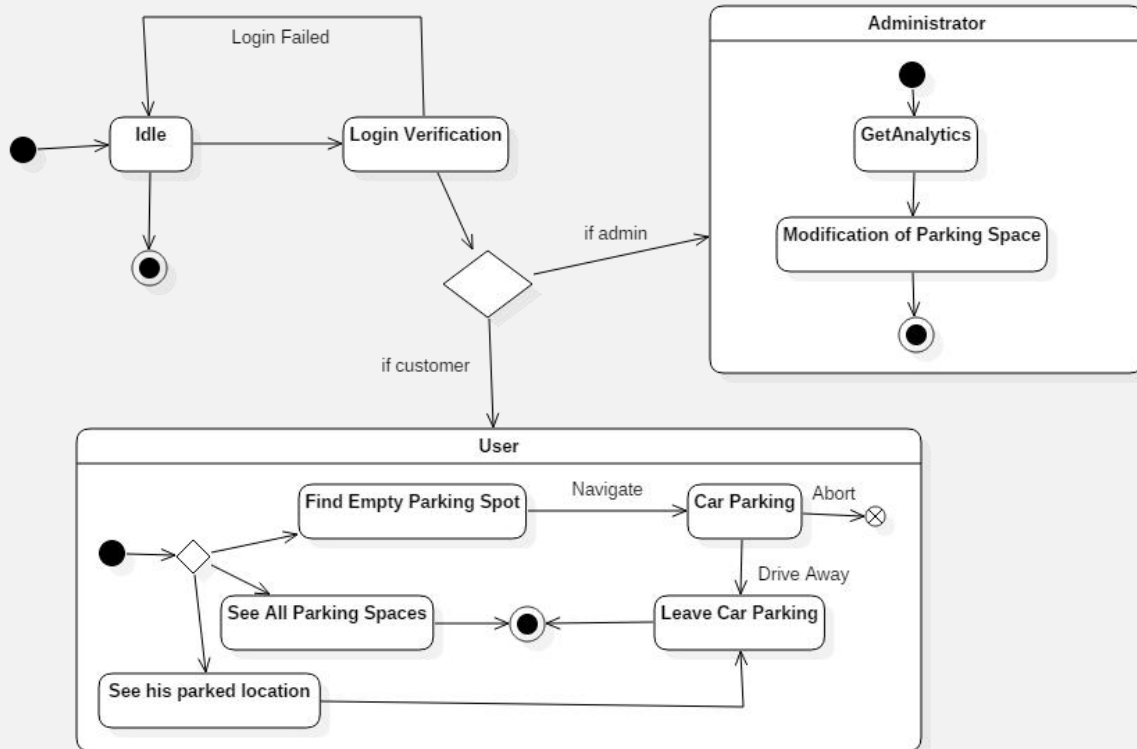 Administrator
Login Failed
Idle
Login Verification
GetAnalytics
if admin
Modification of Parking Space
if customer
User
Find Empty Parking Spot
Navigate
Car Parking
Abort
Drive Away
See All Parking Spaces
Leave Car Parking
See his parked location